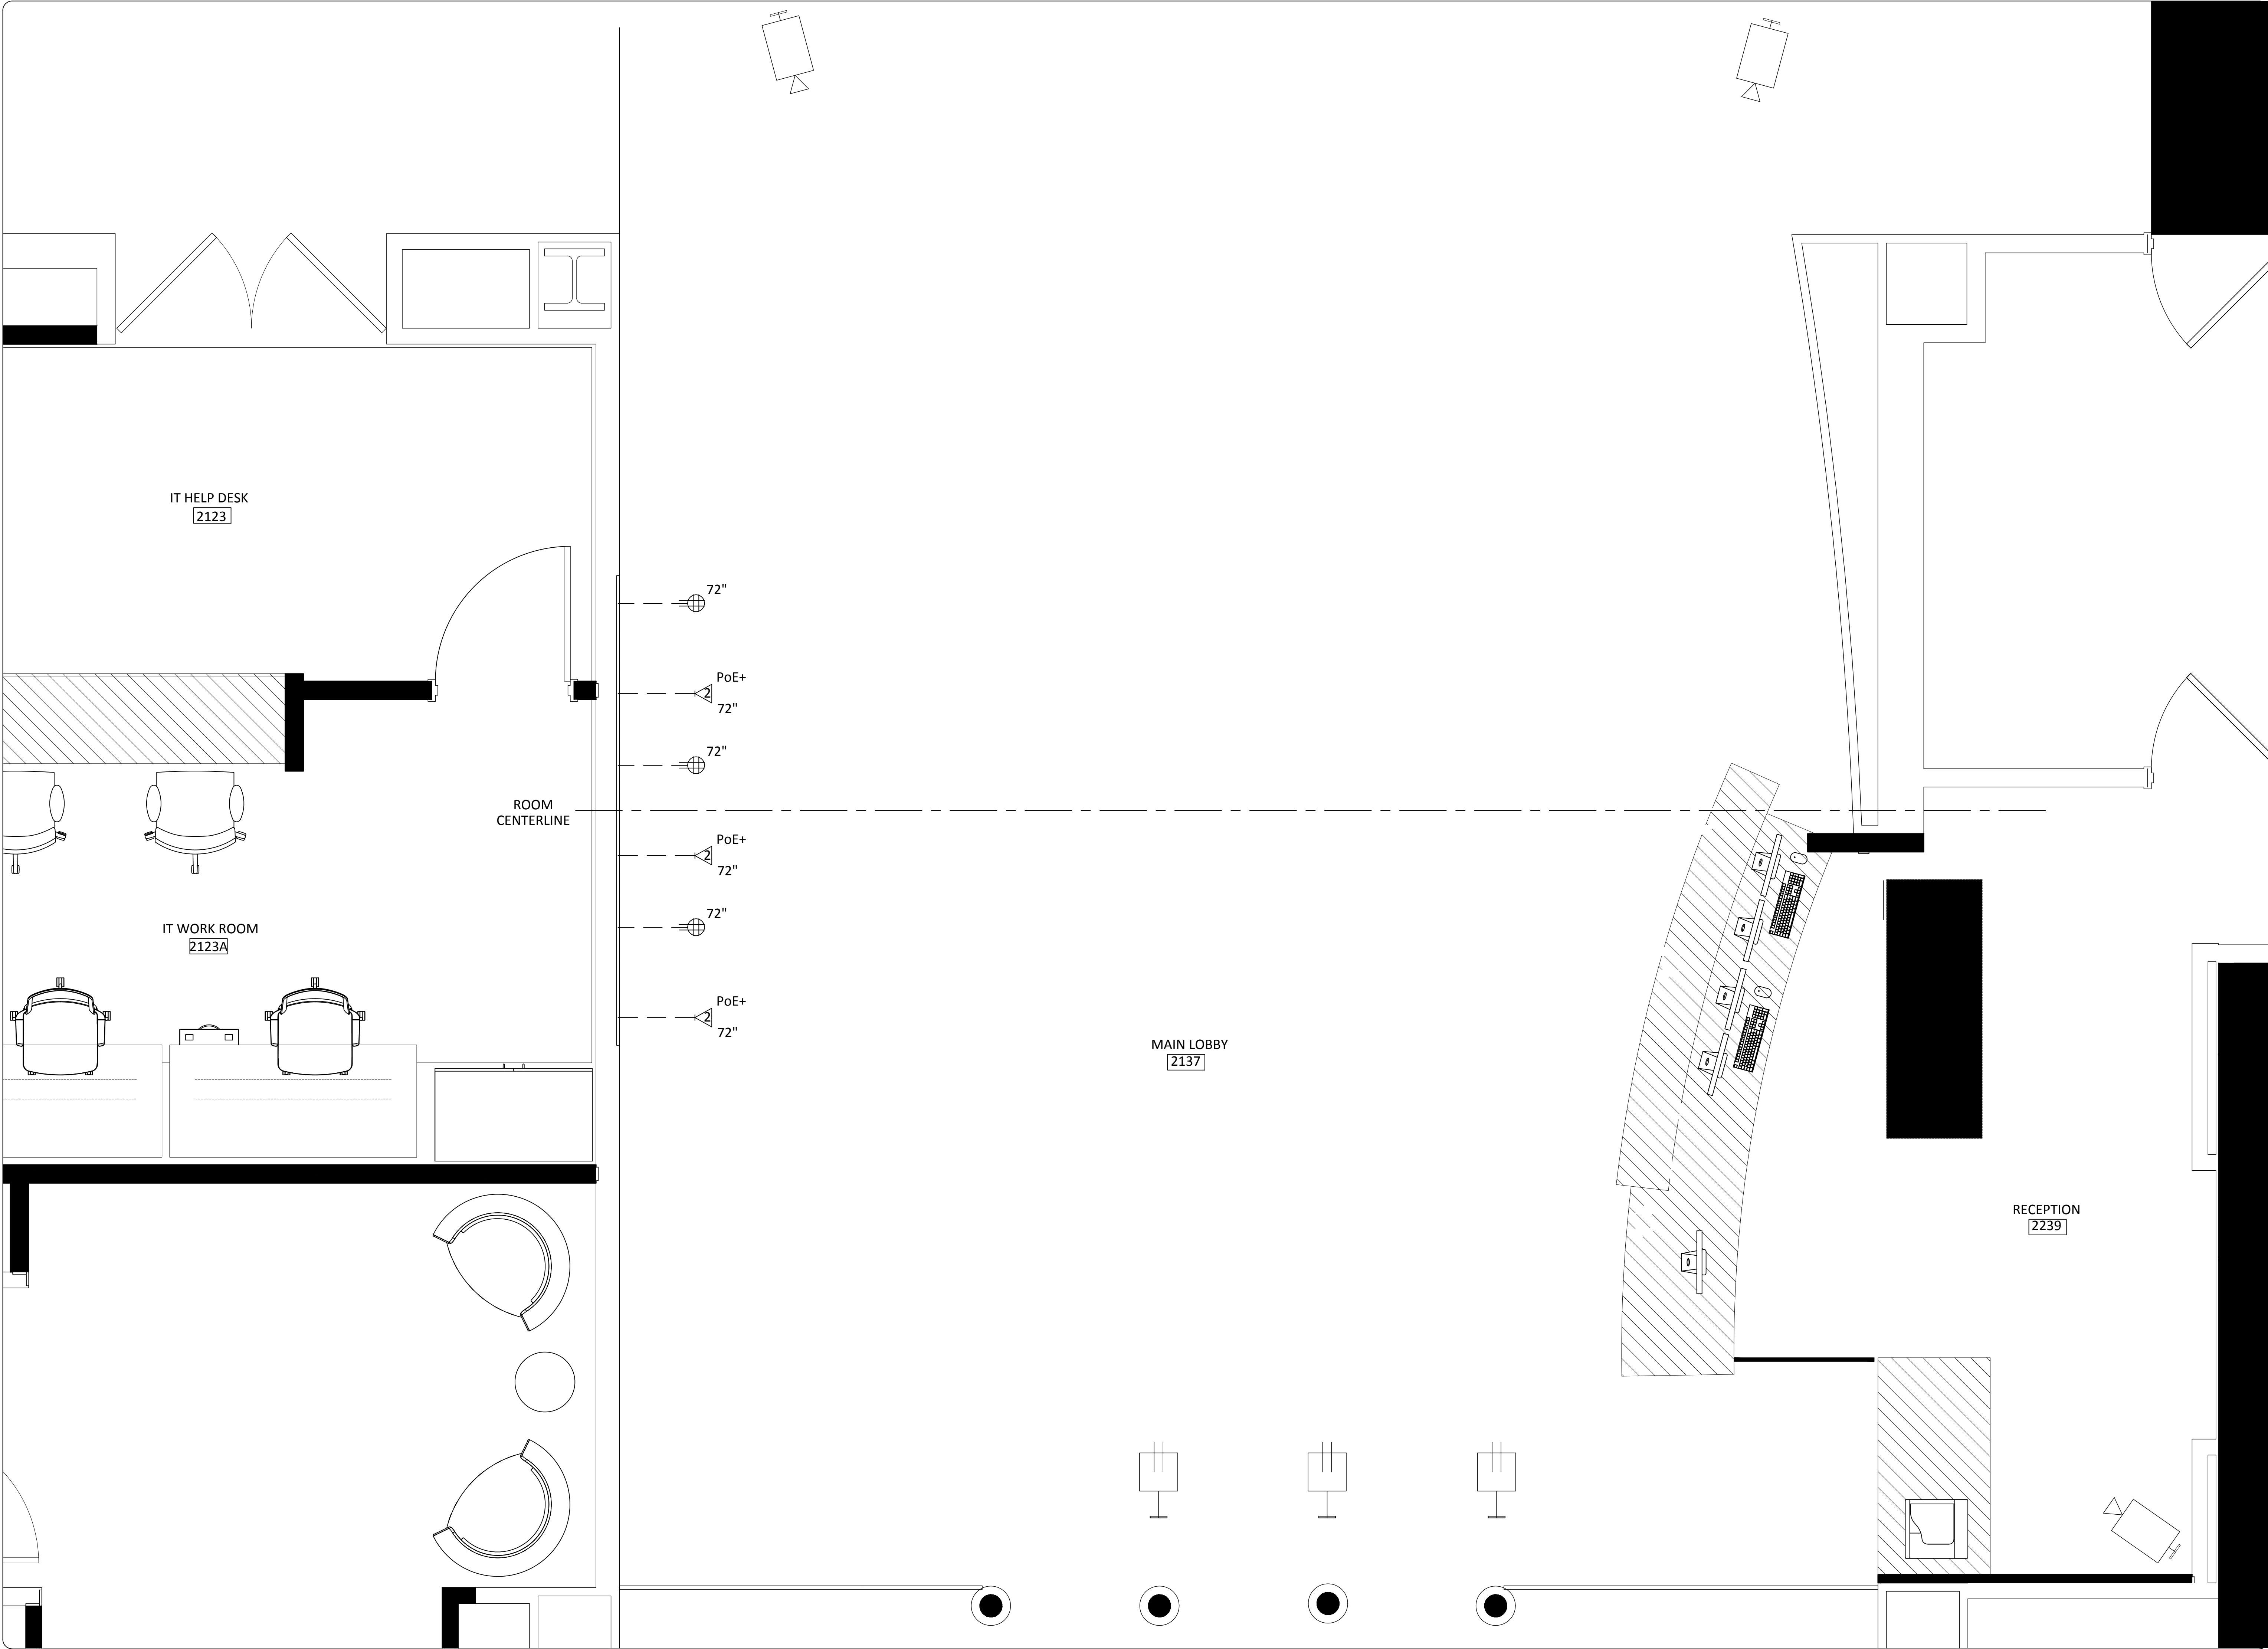 IT HELP DESK
2123
72"
PoE+
2
72"
72"
ROOM
CENTERLINE
PoE+
2
72"
72"
IT WORK ROOM
2123A
PoE+
2
72"
MAIN LOBBY
2137
RECEPTION
2239